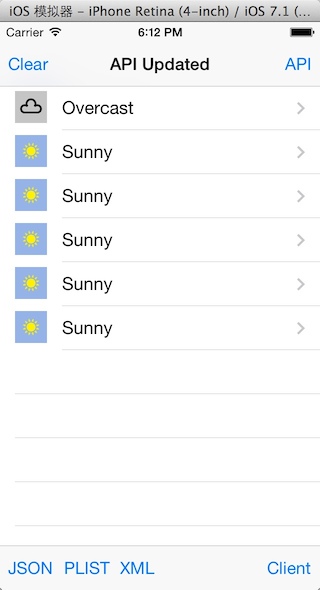 iOS 模拟器 – iPhone Retina (4-inch) / iOS 7.1 (...
Carrier 6:12 PM
Clear API Updated API
Overcast
Sunny
Sunny
Sunny
Sunny
Sunny
JSON PLIST XML Client